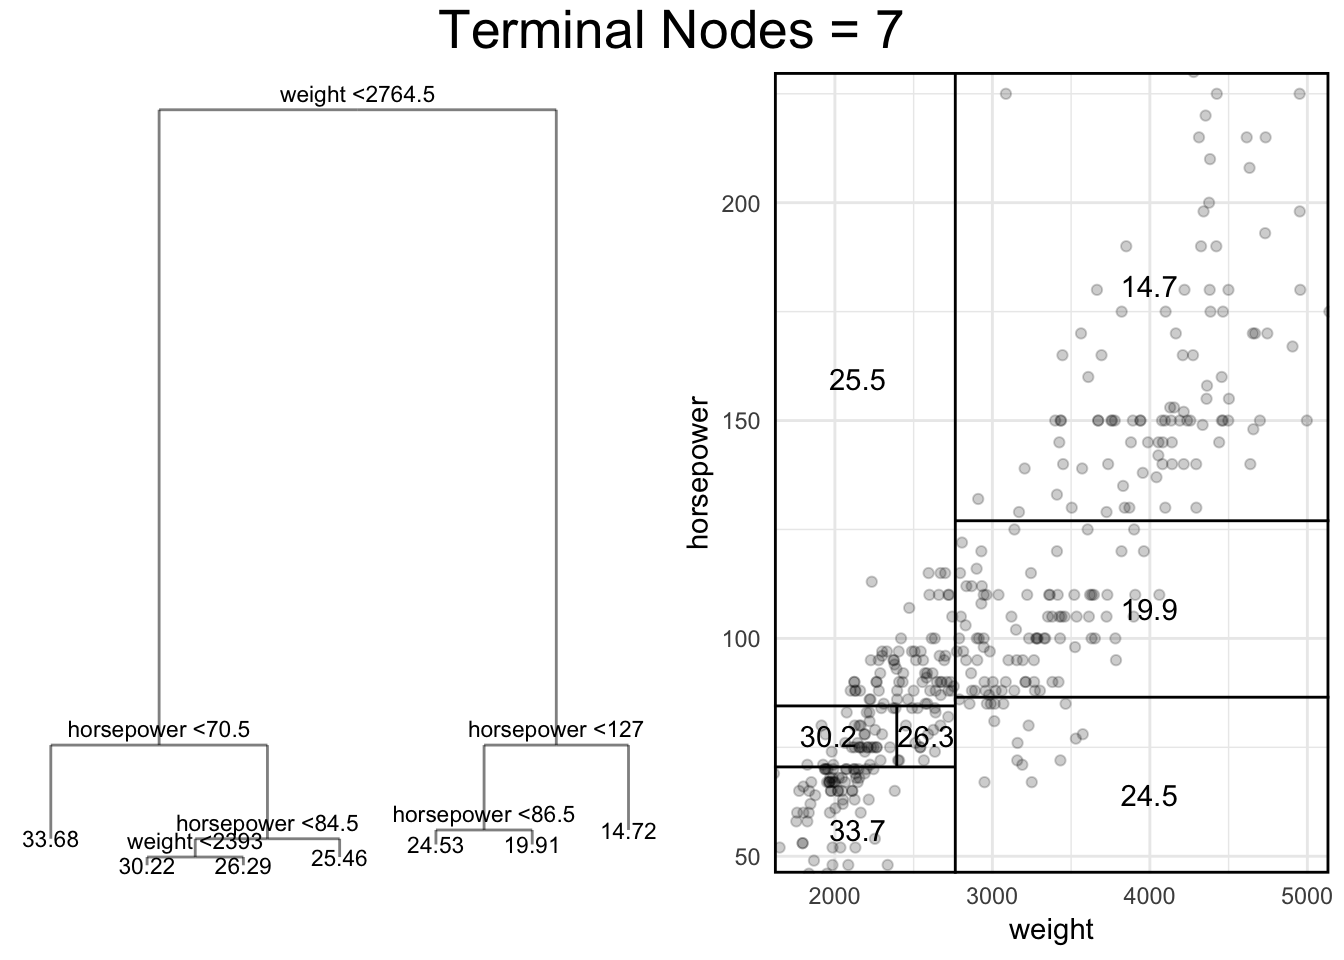 Terminal Nodes = 7
weight <2764.5
horsepower <70.5
horsepower <127
horsepower <84.5
horsepower <86.5
weight <2393
33.68
30.22
26.29
25.46
24.53
19.91
14.72
horsepower
200
150
100
50
14.7
25.5
19.9
30.2
26.3
24.5
33.7
2000
3000
4000
5000
weight